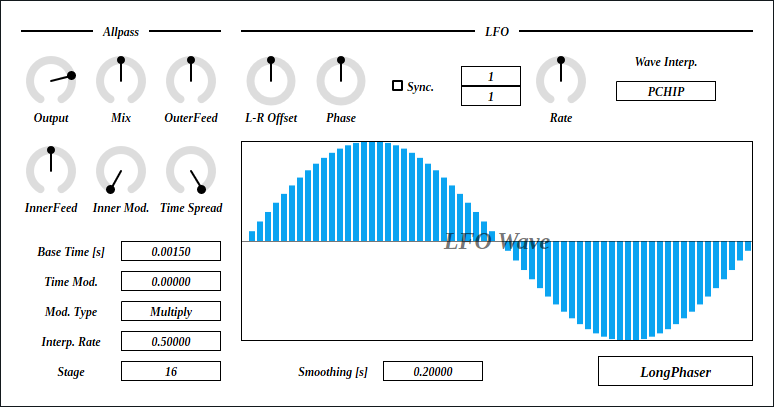 Allpass
Output
Mix
OuterFeed
InnerFeed
Inner Mod.
Time Spread
Base Time [s]
0.00150
Time Mod.
0.00000
Mod. Type
Multiply
Interp. Rate
0.50000
Stage
16
LFO
L-R Offset
Phase
Sync.
1
1
Rate
Wave Interp.
PCHIP
LFO Wave
Smoothing [s]
0.20000
LongPhaser